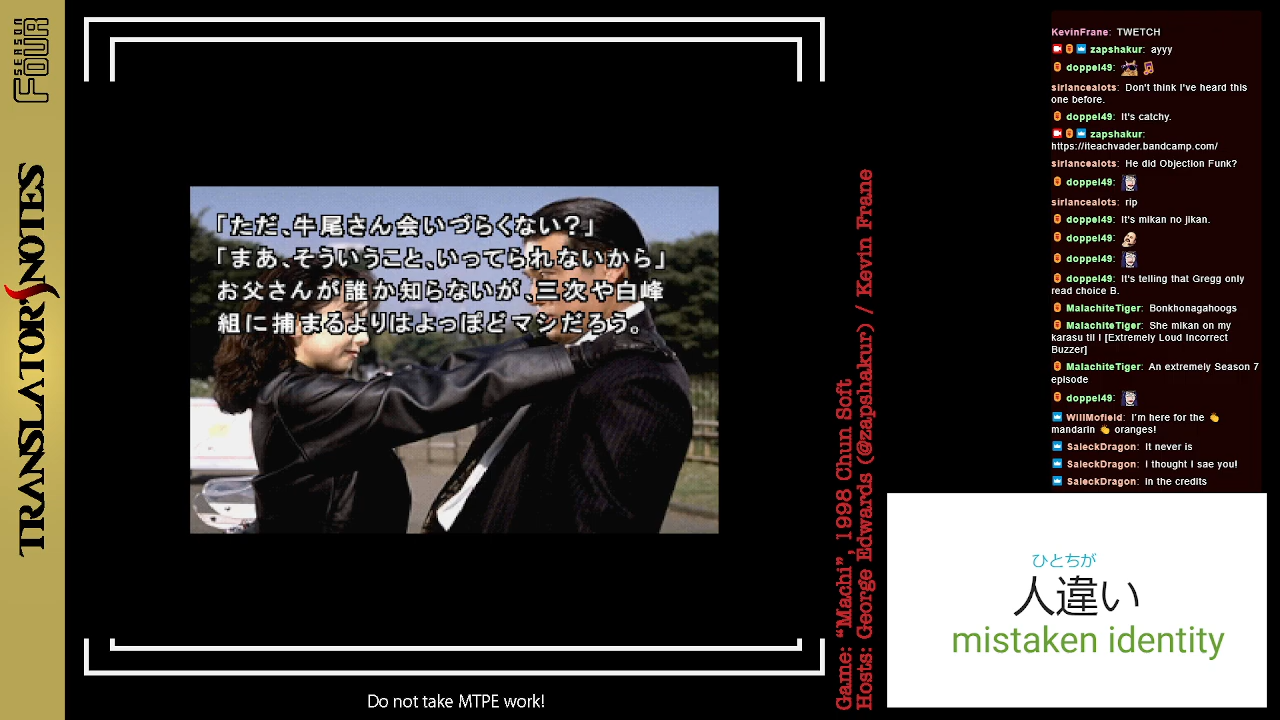 SEASON
FOUR
TRANSLATOR'S NOTES
「ただ、牛尾さん会いづらくない？」
「まあ、そういうこと、いってられないから」
お父さんが誰か知らないが、三次や白峰
組に捕まるよりはよっぽどマシだろう。
Do not take MTPE work!
Game: "Machi", 1998 Chun Soft
Hosts: George Edwards (@zapshakur) / Kevin Frane
KevinFrane: TWETCH
zapshakur: ayyy
doppel49:
sirlancealots: Don't think I've heard this
one before.
doppel49: It's catchy.
zapshakur:
https://iteachvader.bandcamp.com/
sirlancealots: He did Objection Funk?
doppel49:
sirlancealots: rip
doppel49: It's mikan no jikan.
doppel49:
doppel49:
doppel49: It's telling that Gregg only
read choice B.
MalachiteTiger: Bonkhonagahoogs
MalachiteTiger: She mikan on my
karasu til I [Extremely Loud Incorrect
Buzzer]
MalachiteTiger: An extremely Season 7
episode
doppel49:
WillMofield: I'm here for the 👏
mandarin 👏 oranges!
SaleckDragon: It never is
SaleckDragon: I thought I sae you!
SaleckDragon: in the credits
ひとちが
人違い
mistaken identity